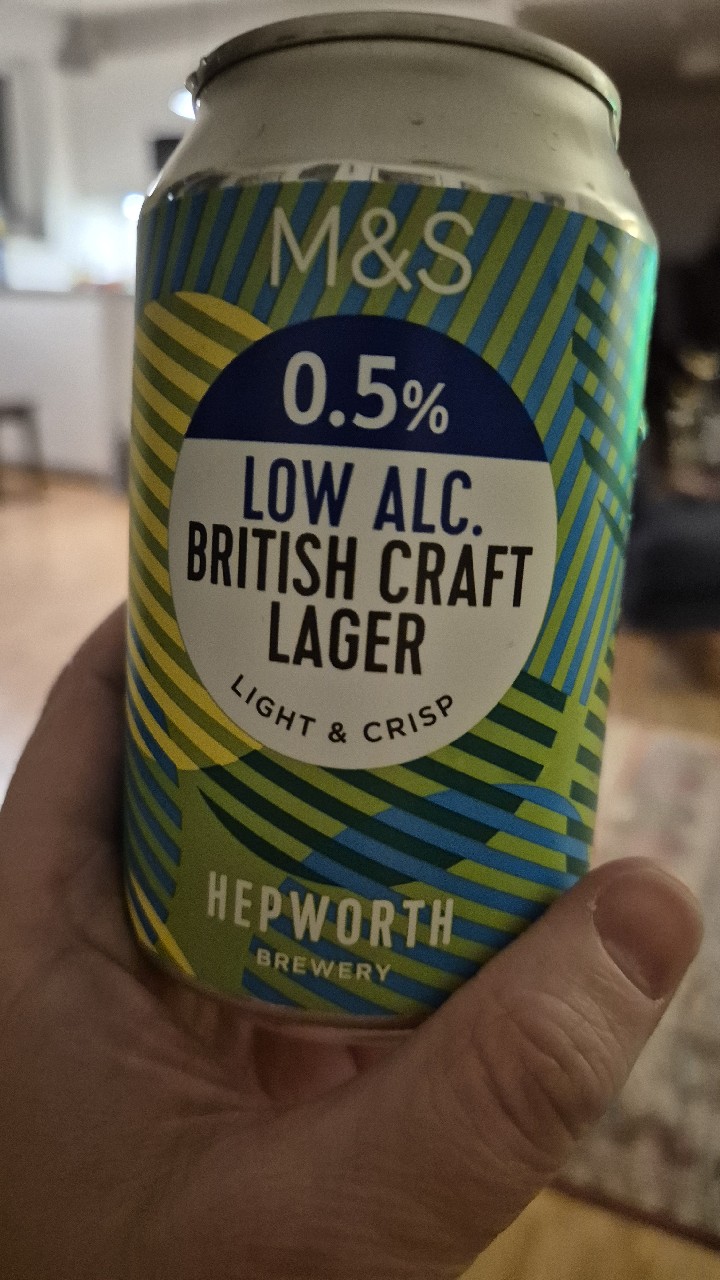 M&S
0.5%
LOW ALC.
BRITISH CRAFT
LAGER
LIGHT & CRISP
HEPWORTH
BREWERY